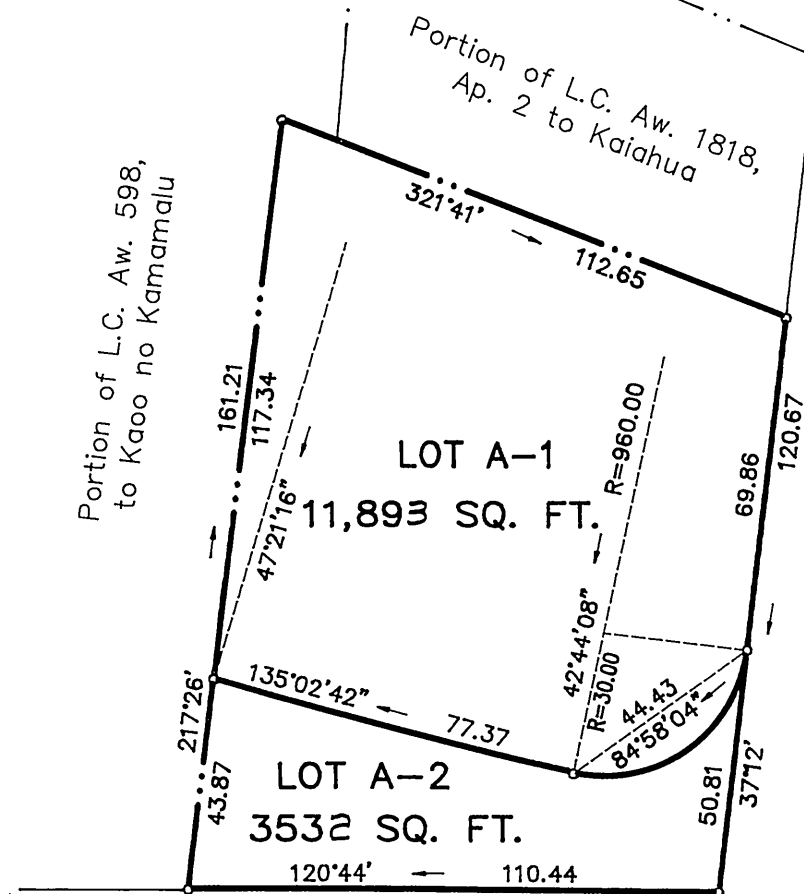 Portion of L.C. Aw. 1818,
Ap. 2 to Kaiahua
Portion of L.C. Aw. 598,
to Kaoo no Kamamalu
321°41'
112.65
161.21
117.34
120.67
69.86
R=960.00
LOT A-1
11,893 SQ. FT.
47°21'16"
42°44'08"
R=30.00
44.43
84°58'04"
135°02'42"
77.37
217°26'
43.87
50.81
37°12'
LOT A-2
3532 SQ. FT.
120°44'
110.44